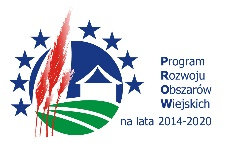 Program
Rozwoju
Obszarów
Wiejskich
na lata 2014-2020